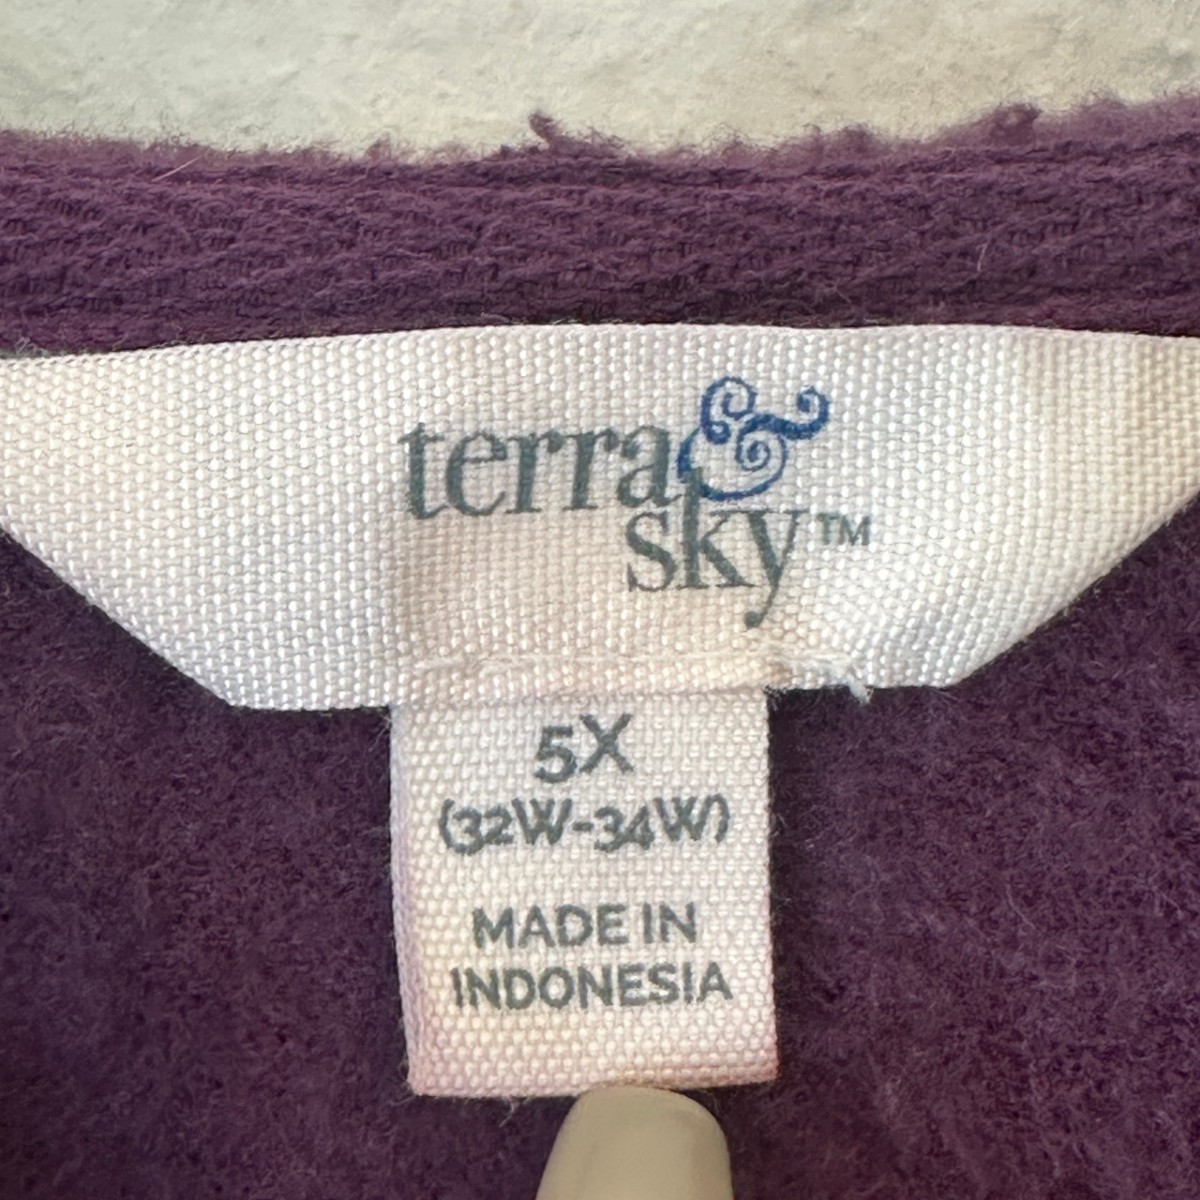 terra &
sky™
5X
(32W-34W)
MADE IN
INDONESIA